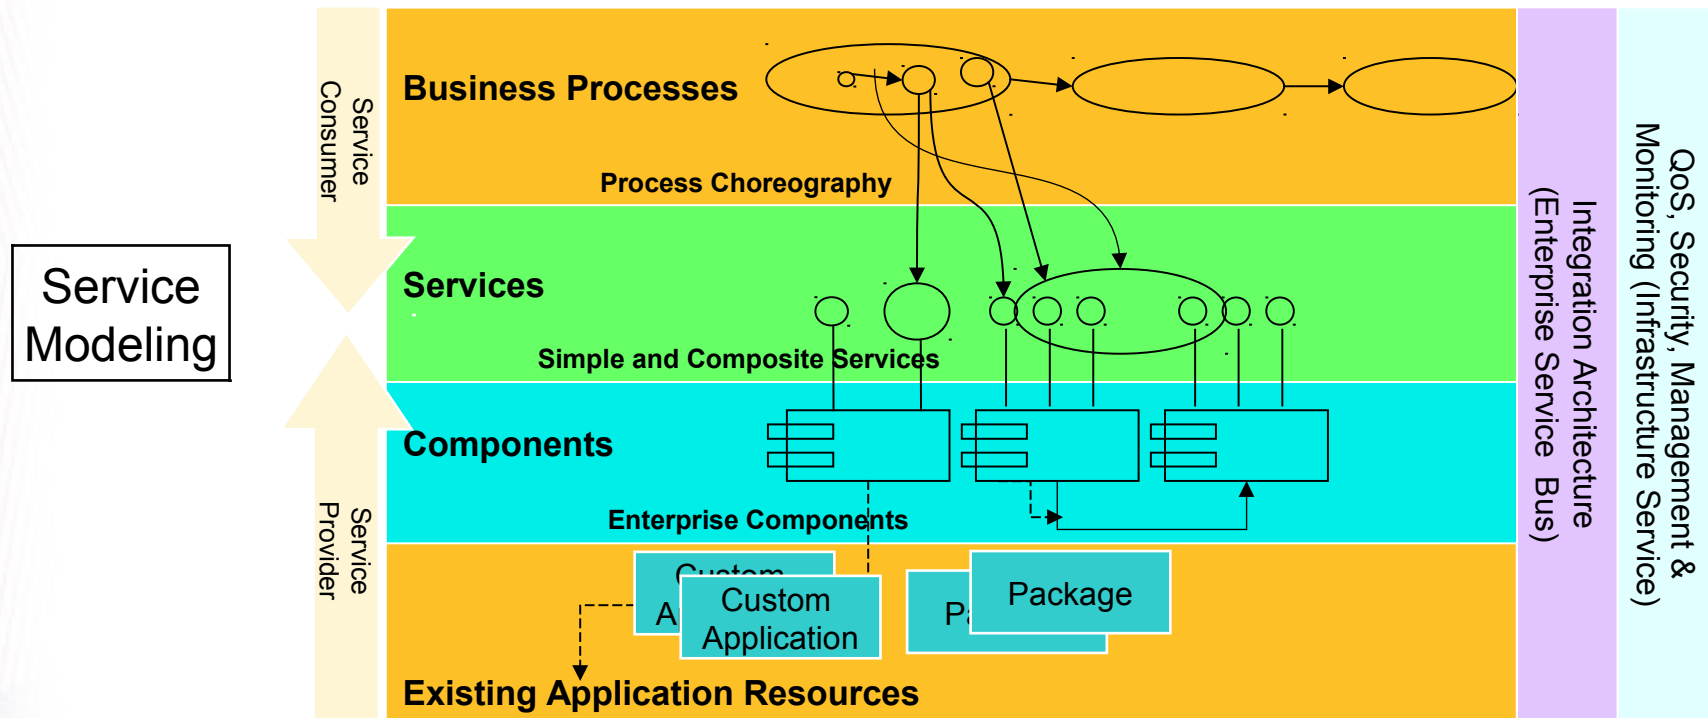 Service
Modeling
Service
Consumer
Service
Provider
Business Processes
Process Choreography
Services
Simple and Composite Services
Components
Enterprise Components
Custom
A
Custom
Application
Package
Existing Application Resources
Integration Architecture
(Enterprise Service Bus)
QoS, Security, Management &
Monitoring (Infrastructure Service)